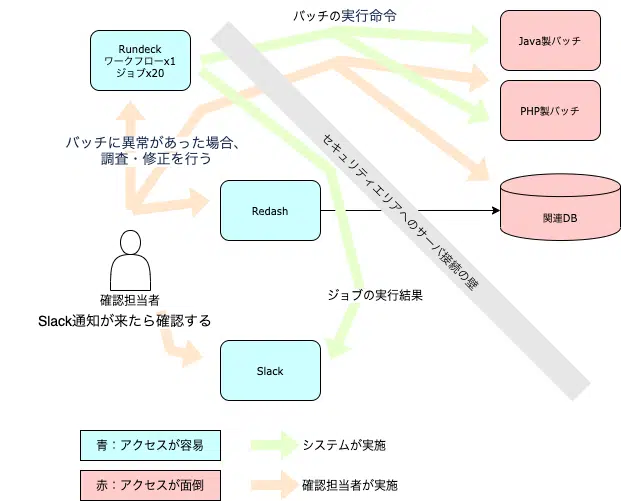 バッチの実行命令
Rundeck
ワークフローx1
ジョブx20
Java製バッチ
PHP製バッチ
バッチに異常があった場合、
調査・修正を行う
セキュリティエリアへのサーバ接続の壁
Redash
関連DB
確認担当者
Slack通知が来たら確認する
ジョブの実行結果
Slack
青：アクセスが容易
システムが実施
赤：アクセスが面倒
確認担当者が実施